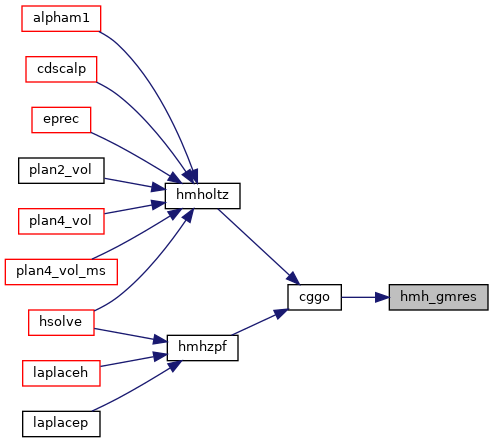 alpham1
cdscalp
eprec
plan2_vol
hmholtz
plan4_vol
plan4_vol_ms
cggo
hmh_gmres
hsolve
hmhzpf
laplaceh
laplacep